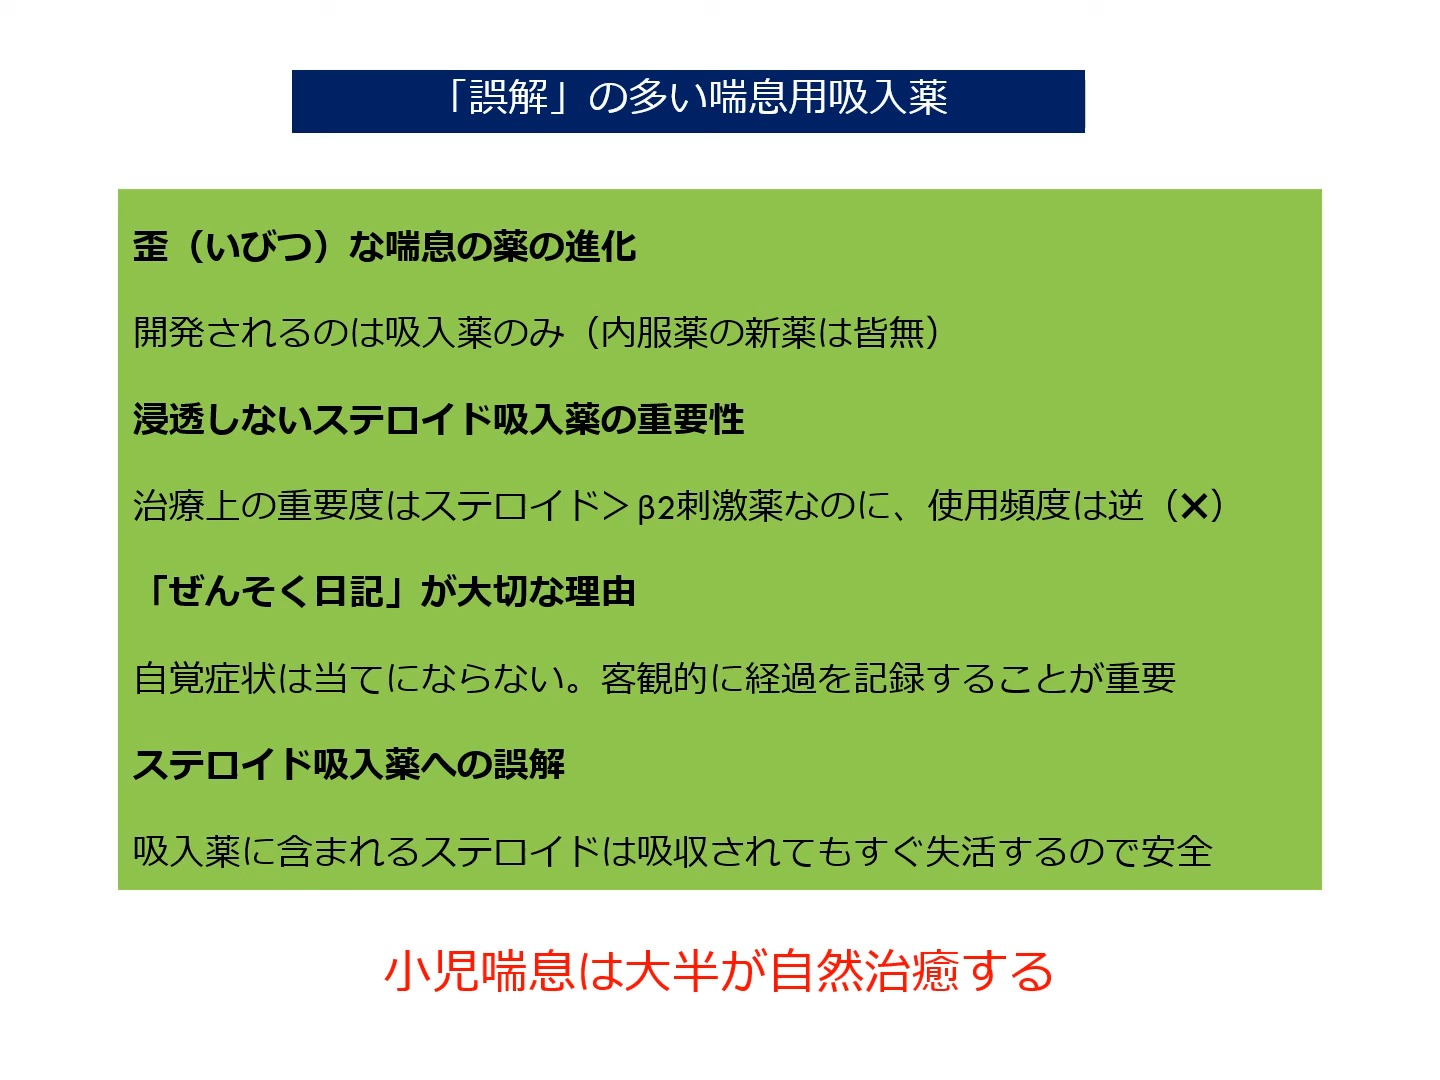 「誤解」の多い喘息用吸入薬
歪（いびつ）な喘息の薬の進化
開発されるのは吸入薬のみ（内服薬の新薬は皆無）
浸透しないステロイド吸入薬の重要性
治療上の重要度はステロイド＞β2刺激薬なのに、使用頻度は逆（✕）
「ぜんそく日記」が大切な理由
自覚症状は当てにならない。客観的に経過を記録することが重要
ステロイド吸入薬への誤解
吸入薬に含まれるステロイドは吸収されてもすぐ失活するので安全
小児喘息は大半が自然治癒する